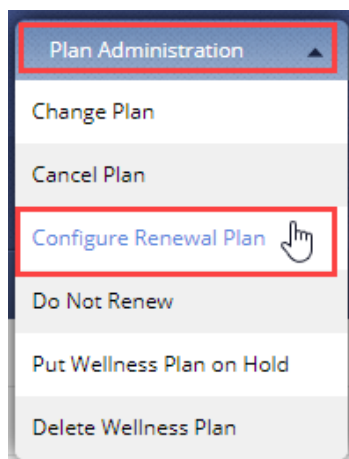 Plan Administration
Change Plan
Cancel Plan
Configure Renewal Plan
Do Not Renew
Put Wellness Plan on Hold
Delete Wellness Plan